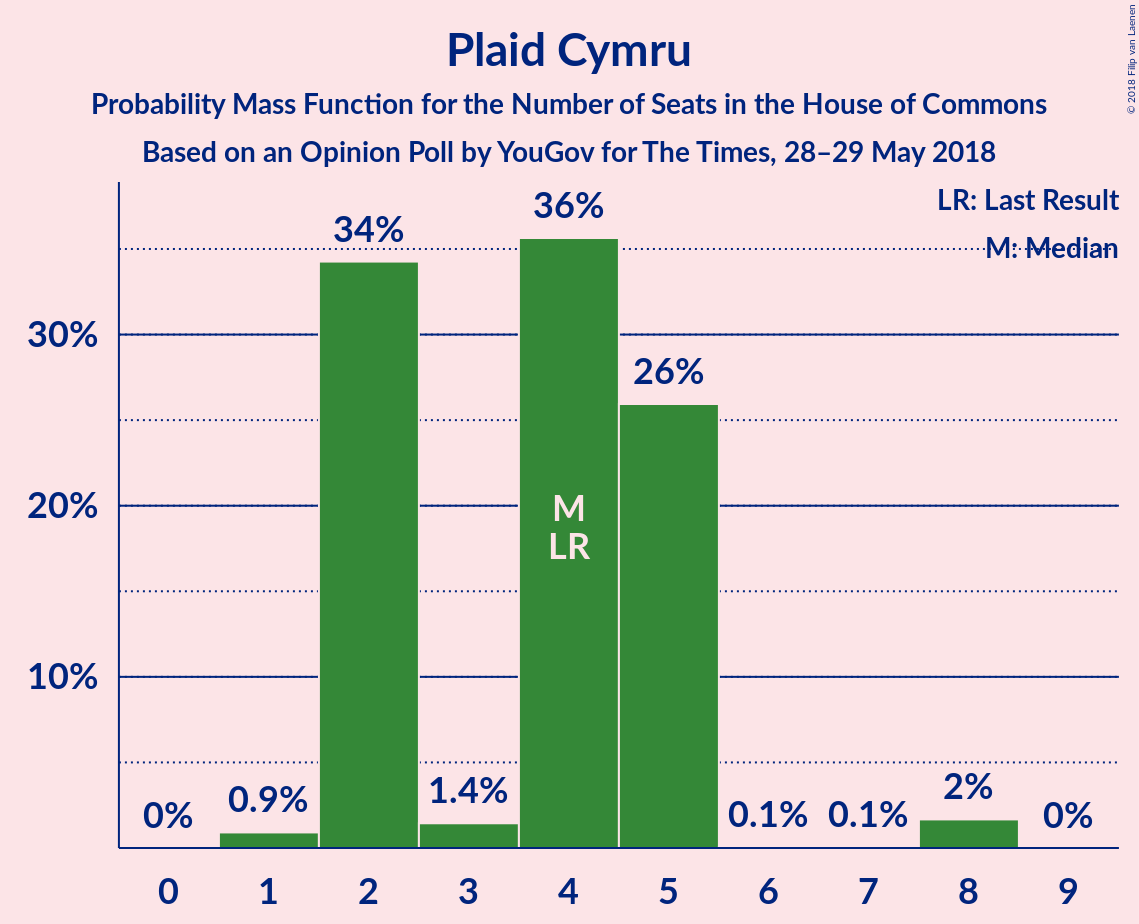 Plaid Cymru
Probability Mass Function for the Number of Seats in the House of Commons
Based on an Opinion Poll by YouGov for The Times, 28–29 May 2018
© 2018 Filip van Laenen
LR: Last Result
M: Median
30%
20%
10%
0%
0.9%
34%
1.4%
36%
26%
0.1%
0.1%
2%
0%
M
LR
0 1 2 3 4 5 6 7 8 9